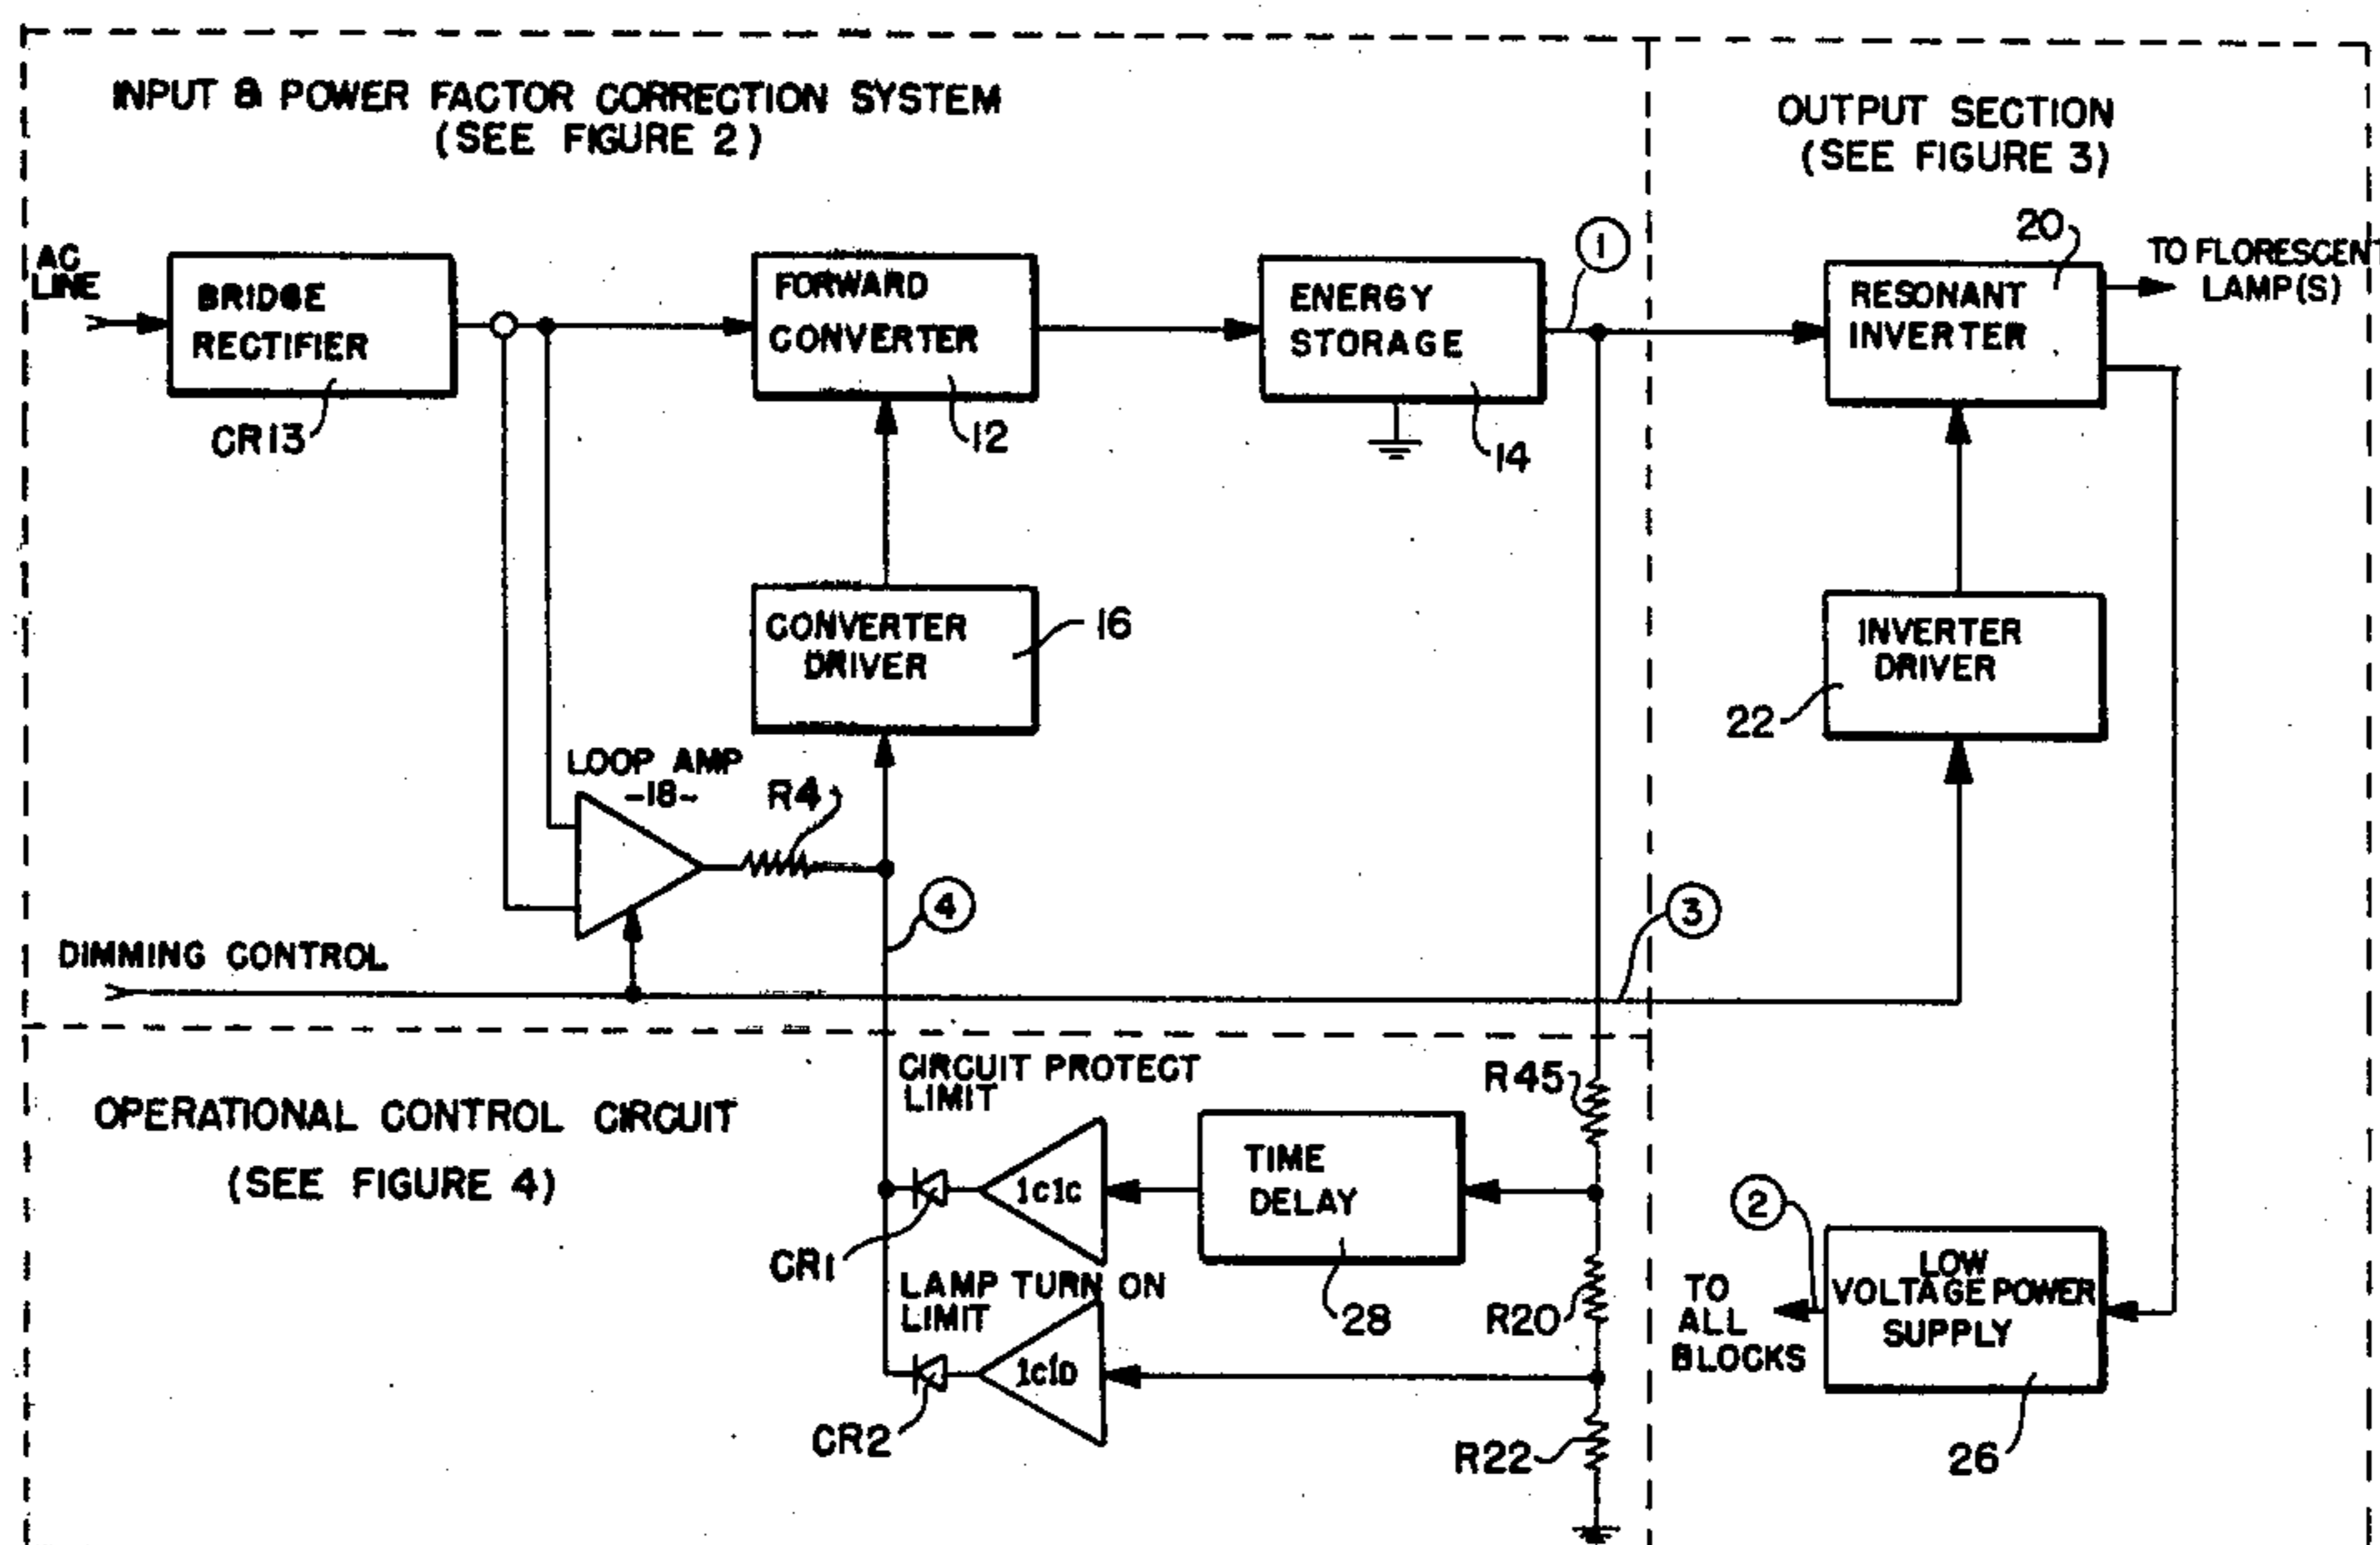 INPUT & POWER FACTOR CORRECTION SYSTEM
(SEE FIGURE 2)
OUTPUT SECTION
(SEE FIGURE 3)
AC
LINE
BRIDGE
RECTIFIER
CR13
FORWARD
CONVERTER
12
ENERGY
STORAGE
14
1
20
RESONANT
INVERTER
TO FLORESCENT
LAMP(S)
CONVERTER
DRIVER
16
INVERTER
DRIVER
22
LOOP AMP
-18-
R4
4
3
DIMMING CONTROL
OPERATIONAL CONTROL CIRCUIT
(SEE FIGURE 4)
CIRCUIT PROTECT
LIMIT
1c1c
CR1
TIME
DELAY
28
R45
R20
LAMP TURN ON
LIMIT
1c1D
CR2
R22
2
TO
ALL
BLOCKS
LOW
VOLTAGE POWER
SUPPLY
26